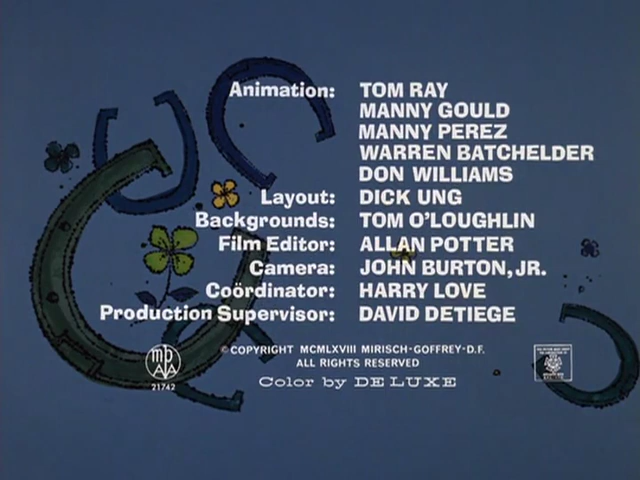 Animation: TOM RAY
MANNY GOULD
MANNY PEREZ
WARREN BATCHELDER
DON WILLIAMS
Layout: DICK UNG
Backgrounds: TOM O'LOUGHLIN
Film Editor: ALLAN POTTER
Camera: JOHN BURTON, JR.
Coördinator: HARRY LOVE
Production Supervisor: DAVID DETIEGE
©COPYRIGHT MCMLXVIII MIRISCH-GOFFREY-D.F.
ALL RIGHTS RESERVED
Color by DE LUXE
mpAA
21742